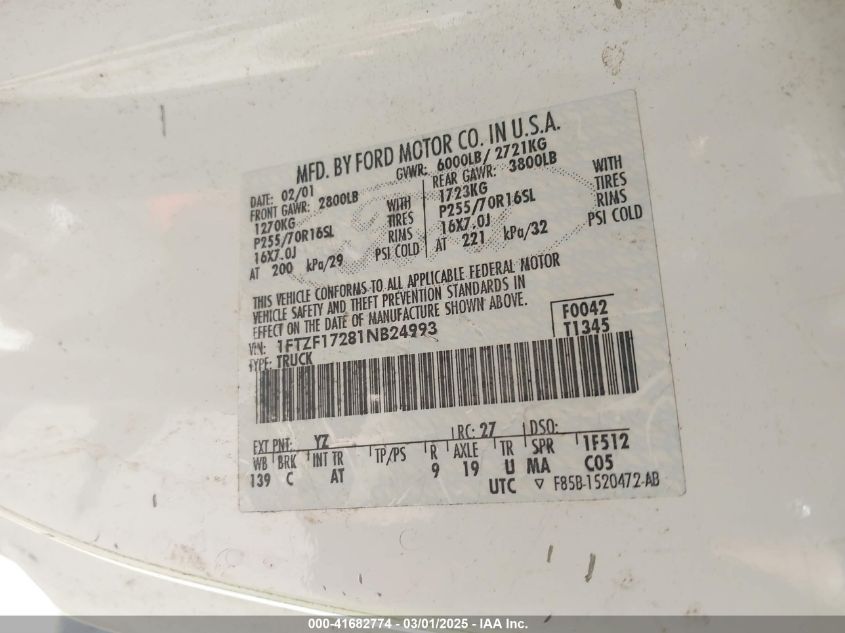 MFD. BY FORD MOTOR CO. IN U.S.A.
DATE: 02/01 GVWR: 6000LB/ 2721KG
FRONT GAWR: 2800LB REAR GAWR: 3800LB
1270KG WITH 1723KG WITH
P255/70R16SL TIRES P255/70R16SL TIRES
16X7.0J RIMS 16X7.0J RIMS
AT 200 kPa/29 PSI COLD AT 221 kPa/32 PSI COLD
THIS VEHICLE CONFORMS TO ALL APPLICABLE FEDERAL MOTOR
VEHICLE SAFETY AND THEFT PREVENTION STANDARDS IN
EFFECT ON THE DATE OF MANUFACTURE SHOWN ABOVE.
VIN: 1FTZF17281NB24993 F0042
TYPE: TRUCK T1345
EXT PNT: YZ RC: 27 DSO:
WB BRK INT TR TP/PS R AXLE TR SPR 1F512
139 C AT 9 19 U MA C05
UTC ▽ F85B-1520472-AB
000-41682774 - 03/01/2025 - IAA Inc.